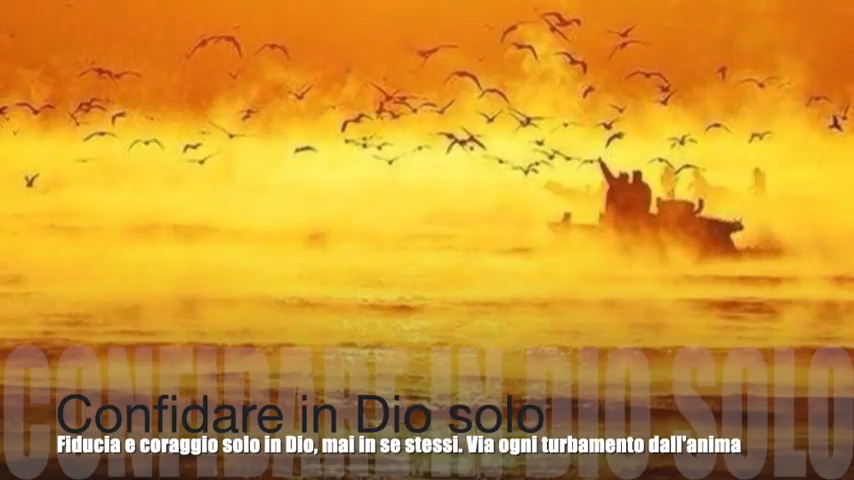 CONFIDARE IN DIO SOLO
Confidare in Dio solo
Fiducia e coraggio solo in Dio, mai in se stessi. Via ogni turbamento dall'anima